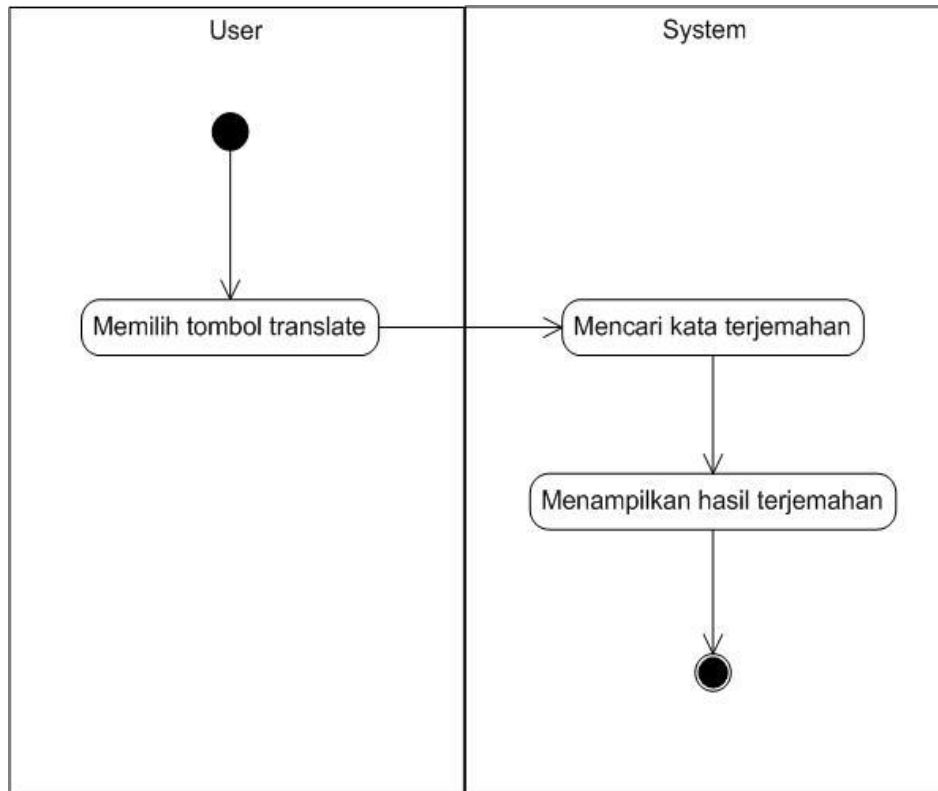 User
System
Memilih tombol translate
Mencari kata terjemahan
Menampilkan hasil terjemahan